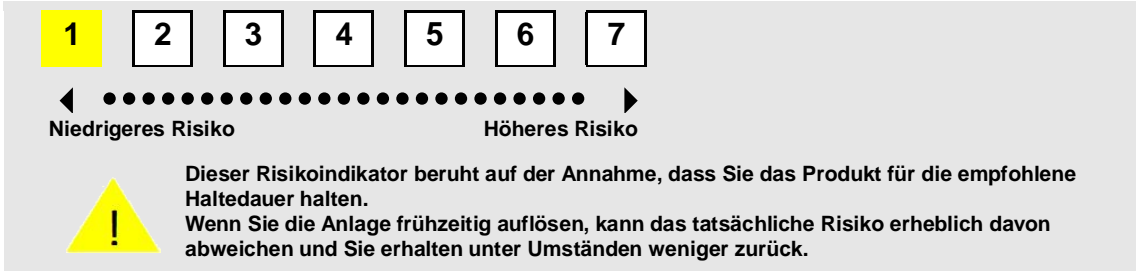 1 2 3 4 5 6 7
Niedrigeres Risiko Höheres Risiko
Dieser Risikoindikator beruht auf der Annahme, dass Sie das Produkt für die empfohlene
Haltedauer halten.
Wenn Sie die Anlage frühzeitig auflösen, kann das tatsächliche Risiko erheblich davon
abweichen und Sie erhalten unter Umständen weniger zurück.
!